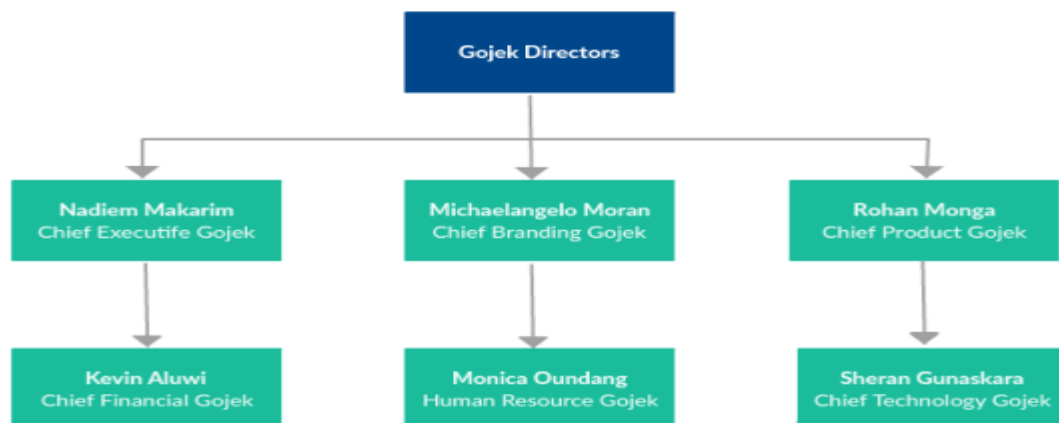 Gojek Directors
Nadiem Makarim
Chief Executife Gojek
Michaelangelo Moran
Chief Branding Gojek
Rohan Monga
Chief Product Gojek
Kevin Aluwi
Chief Financial Gojek
Monica Oundang
Human Resource Gojek
Sheran Gunaskara
Chief Technology Gojek